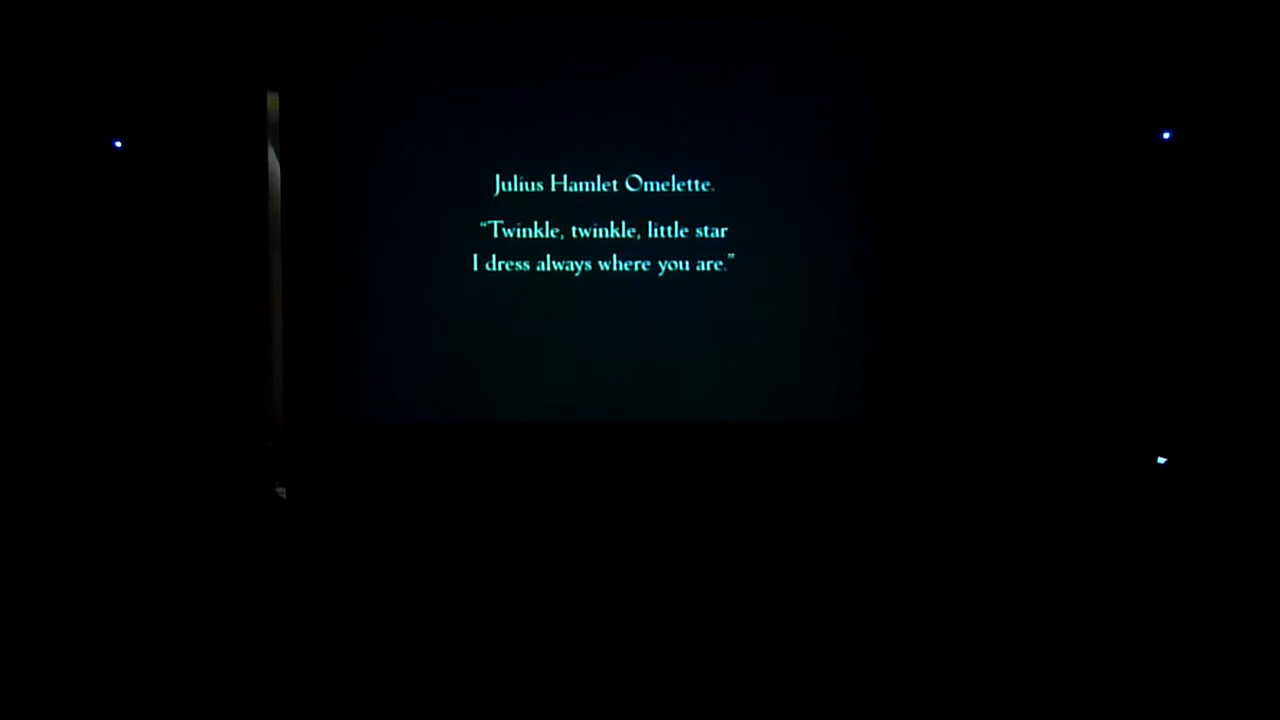 Julius Hamlet Omelette.
“Twinkle, twinkle, little star
I dress always where you are.”